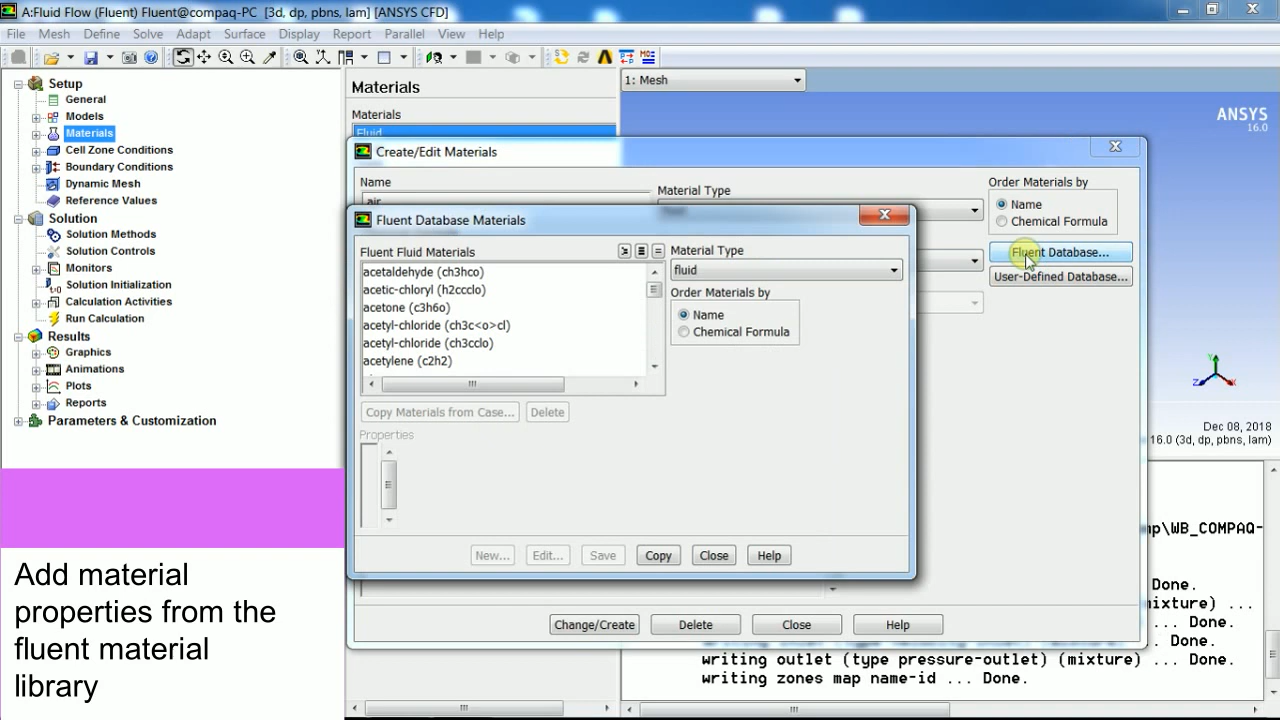 A:Fluid Flow (Fluent) Fluent@compaq-PC [3d, dp, pbns, lam] [ANSYS CFD]
File Mesh Define Solve Adapt Surface Display Report Parallel View Help
Setup
General
Models
Materials
Cell Zone Conditions
Boundary Conditions
Dynamic Mesh
Reference Values
Solution
Solution Methods
Solution Controls
Monitors
Solution Initialization
Calculation Activities
Run Calculation
Results
Graphics
Animations
Plots
Reports
Parameters & Customization
Add material
properties from the
fluent material
library
Materials
Materials
Fluid
1: Mesh
ANSYS
16.0
Create/Edit Materials
Name
air
Material Type
Order Materials by
Name
Chemical Formula
Fluent Database...
User-Defined Database...
Fluent Database Materials
Fluent Fluid Materials
acetaldehyde (ch3hco)
acetic-chloryl (h2ccclo)
acetone (c3h6o)
acetyl-chloride (ch3c<o>cl)
acetyl-chloride (ch3cclo)
acetylene (c2h2)
Material Type
fluid
Order Materials by
Name
Chemical Formula
Copy Materials from Case... Delete
Properties
New... Edit... Save Copy Close Help
Change/Create Delete Close Help
Y
Z X
Dec 08, 2018
16.0 (3d, dp, pbns, lam)
mp\WB_COMPAQ-
Done.
mixture) ...
... Done.
Done.
writing outlet (type pressure-outlet) (mixture) ... Done.
writing zones map name-id ... Done.